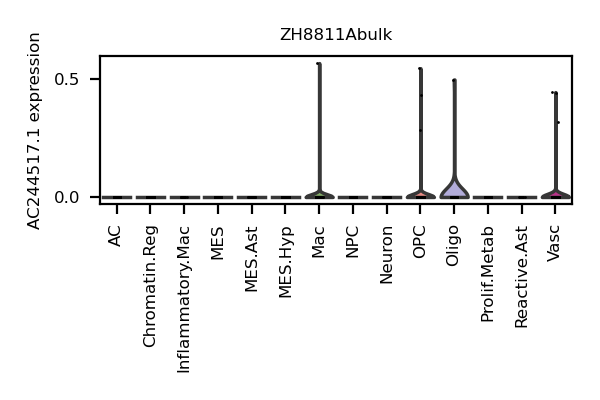 ZH8811Abulk
AC244517.1 expression
0.5
0.0
AC
Chromatin.Reg
Inflammatory.Mac
MES
MES.Ast
MES.Hyp
Mac
NPC
Neuron
OPC
Oligo
Prolif.Metab
Reactive.Ast
Vasc